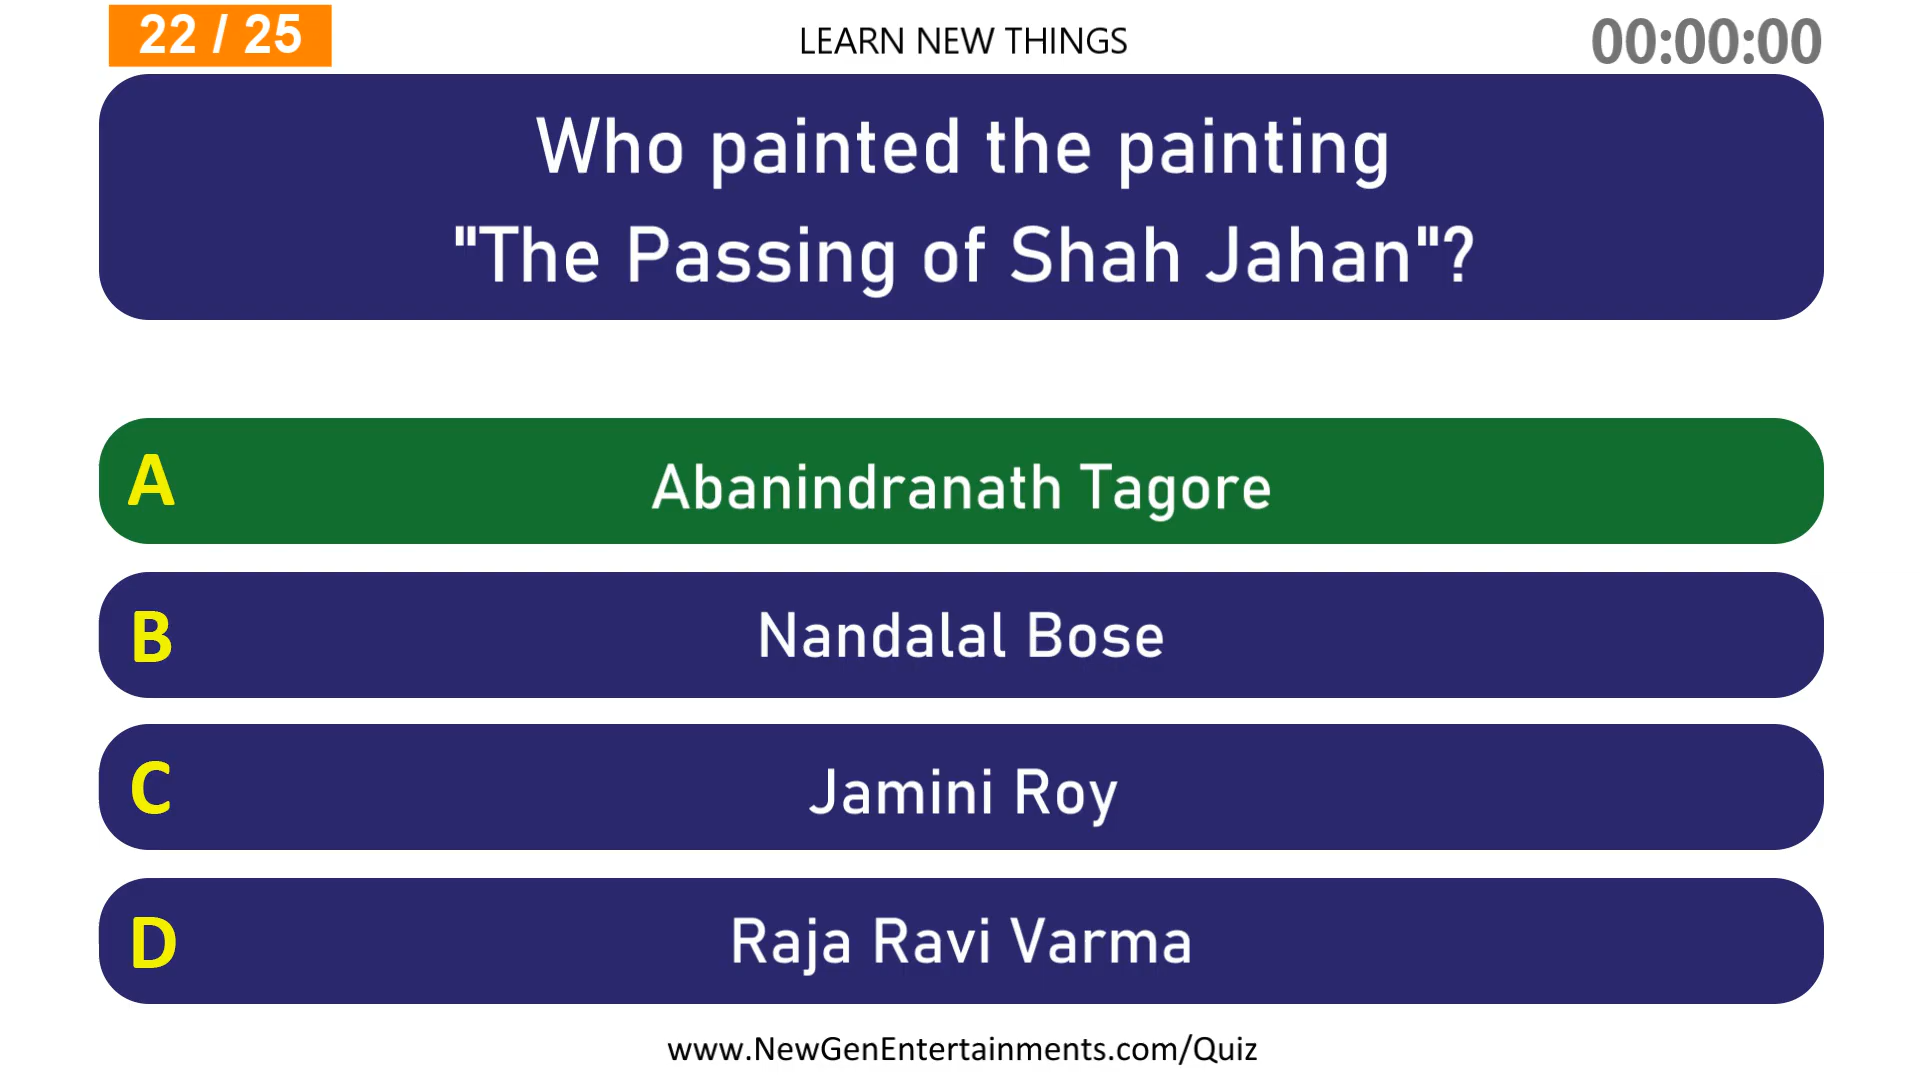 22 / 25
LEARN NEW THINGS
00:00:00
Who painted the painting
"The Passing of Shah Jahan"?
A Abanindranath Tagore
B Nandalal Bose
C Jamini Roy
D Raja Ravi Varma
www.NewGenEntertainments.com/Quiz